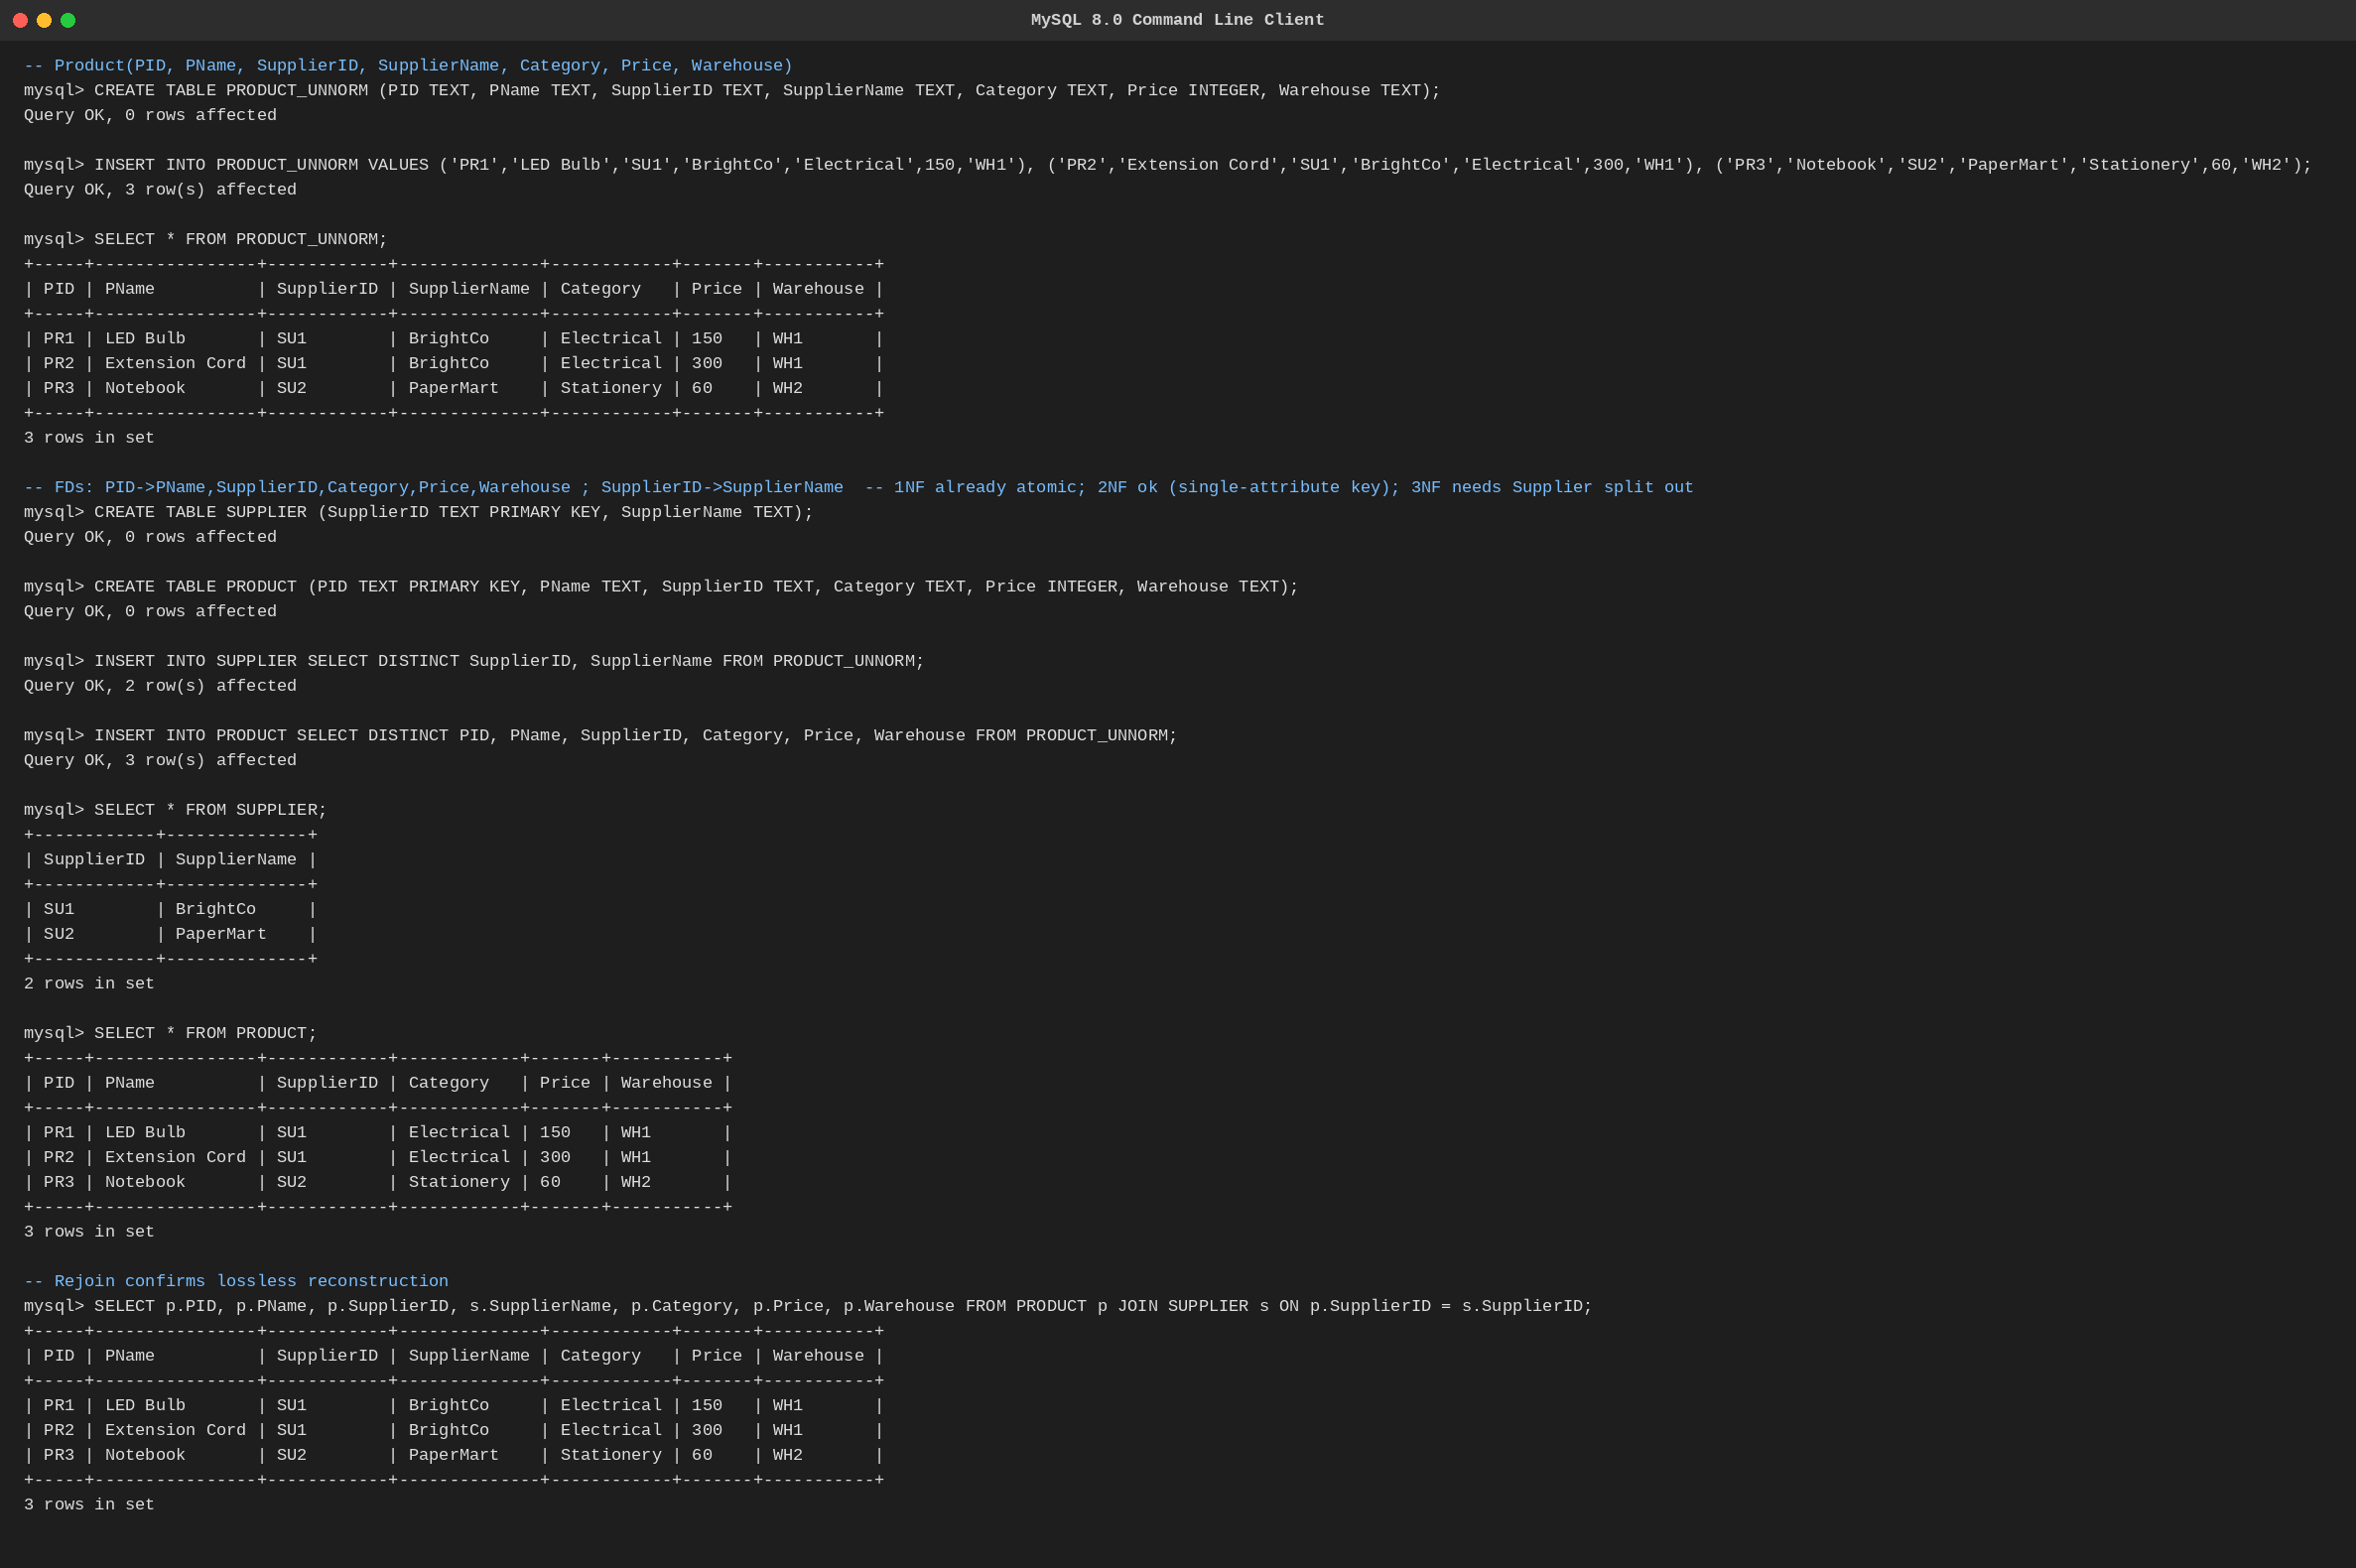 MySQL 8.0 Command Line Client
-- Product(PID, PName, SupplierID, SupplierName, Category, Price, Warehouse)
mysql> CREATE TABLE PRODUCT_UNNORM (PID TEXT, PName TEXT, SupplierID TEXT, SupplierName TEXT, Category TEXT, Price INTEGER, Warehouse TEXT);
Query OK, 0 rows affected

mysql> INSERT INTO PRODUCT_UNNORM VALUES ('PR1','LED Bulb','SU1','BrightCo','Electrical',150,'WH1'), ('PR2','Extension Cord','SU1','BrightCo','Electrical',300,'WH1'), ('PR3','Notebook','SU2','PaperMart','Stationery',60,'WH2');
Query OK, 3 row(s) affected

mysql> SELECT * FROM PRODUCT_UNNORM;
+-----+----------------+------------+--------------+------------+-------+-----------+
| PID | PName          | SupplierID | SupplierName | Category   | Price | Warehouse |
+-----+----------------+------------+--------------+------------+-------+-----------+
| PR1 | LED Bulb       | SU1        | BrightCo     | Electrical | 150   | WH1       |
| PR2 | Extension Cord | SU1        | BrightCo     | Electrical | 300   | WH1       |
| PR3 | Notebook       | SU2        | PaperMart    | Stationery | 60    | WH2       |
+-----+----------------+------------+--------------+------------+-------+-----------+
3 rows in set

-- FDs: PID->PName,SupplierID,Category,Price,Warehouse ; SupplierID->SupplierName  -- 1NF already atomic; 2NF ok (single-attribute key); 3NF needs Supplier split out
mysql> CREATE TABLE SUPPLIER (SupplierID TEXT PRIMARY KEY, SupplierName TEXT);
Query OK, 0 rows affected

mysql> CREATE TABLE PRODUCT (PID TEXT PRIMARY KEY, PName TEXT, SupplierID TEXT, Category TEXT, Price INTEGER, Warehouse TEXT);
Query OK, 0 rows affected

mysql> INSERT INTO SUPPLIER SELECT DISTINCT SupplierID, SupplierName FROM PRODUCT_UNNORM;
Query OK, 2 row(s) affected

mysql> INSERT INTO PRODUCT SELECT DISTINCT PID, PName, SupplierID, Category, Price, Warehouse FROM PRODUCT_UNNORM;
Query OK, 3 row(s) affected

mysql> SELECT * FROM SUPPLIER;
+------------+--------------+
| SupplierID | SupplierName |
+------------+--------------+
| SU1        | BrightCo     |
| SU2        | PaperMart    |
+------------+--------------+
2 rows in set

mysql> SELECT * FROM PRODUCT;
+-----+----------------+------------+------------+-------+-----------+
| PID | PName          | SupplierID | Category   | Price | Warehouse |
+-----+----------------+------------+------------+-------+-----------+
| PR1 | LED Bulb       | SU1        | Electrical | 150   | WH1       |
| PR2 | Extension Cord | SU1        | Electrical | 300   | WH1       |
| PR3 | Notebook       | SU2        | Stationery | 60    | WH2       |
+-----+----------------+------------+------------+-------+-----------+
3 rows in set

-- Rejoin confirms lossless reconstruction
mysql> SELECT p.PID, p.PName, p.SupplierID, s.SupplierName, p.Category, p.Price, p.Warehouse FROM PRODUCT p JOIN SUPPLIER s ON p.SupplierID = s.SupplierID;
+-----+----------------+------------+--------------+------------+-------+-----------+
| PID | PName          | SupplierID | SupplierName | Category   | Price | Warehouse |
+-----+----------------+------------+--------------+------------+-------+-----------+
| PR1 | LED Bulb       | SU1        | BrightCo     | Electrical | 150   | WH1       |
| PR2 | Extension Cord | SU1        | BrightCo     | Electrical | 300   | WH1       |
| PR3 | Notebook       | SU2        | PaperMart    | Stationery | 60    | WH2       |
+-----+----------------+------------+--------------+------------+-------+-----------+
3 rows in set